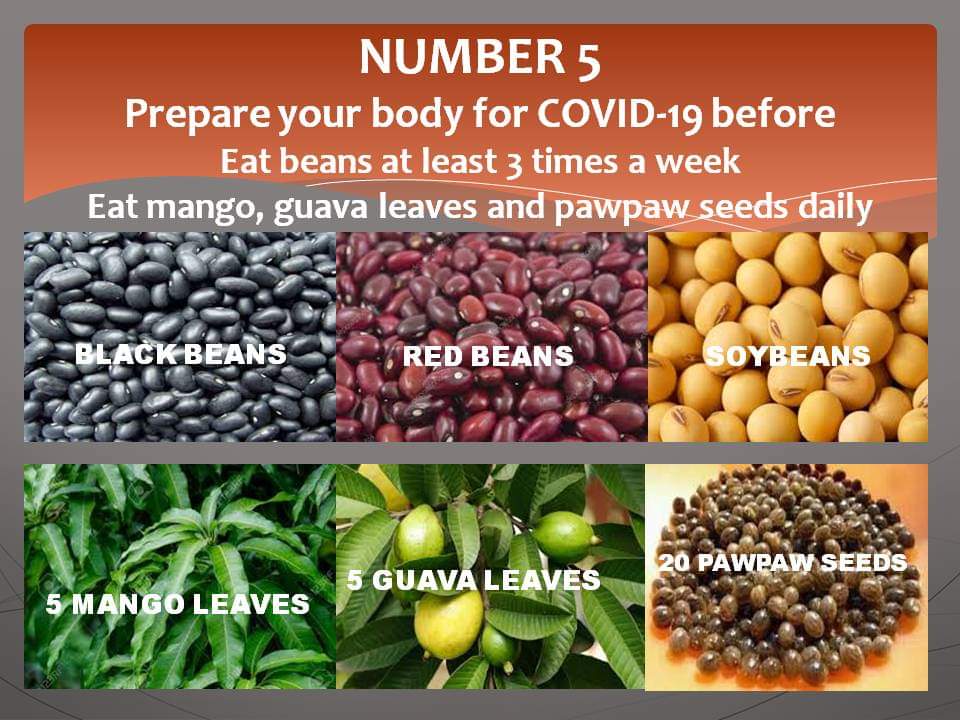 NUMBER 5
Prepare your body for COVID-19 before
Eat beans at least 3 times a week
Eat mango, guava leaves and pawpaw seeds daily
BLACK BEANS
RED BEANS
SOYBEANS
5 MANGO LEAVES
5 GUAVA LEAVES
20 PAWPAW SEEDS